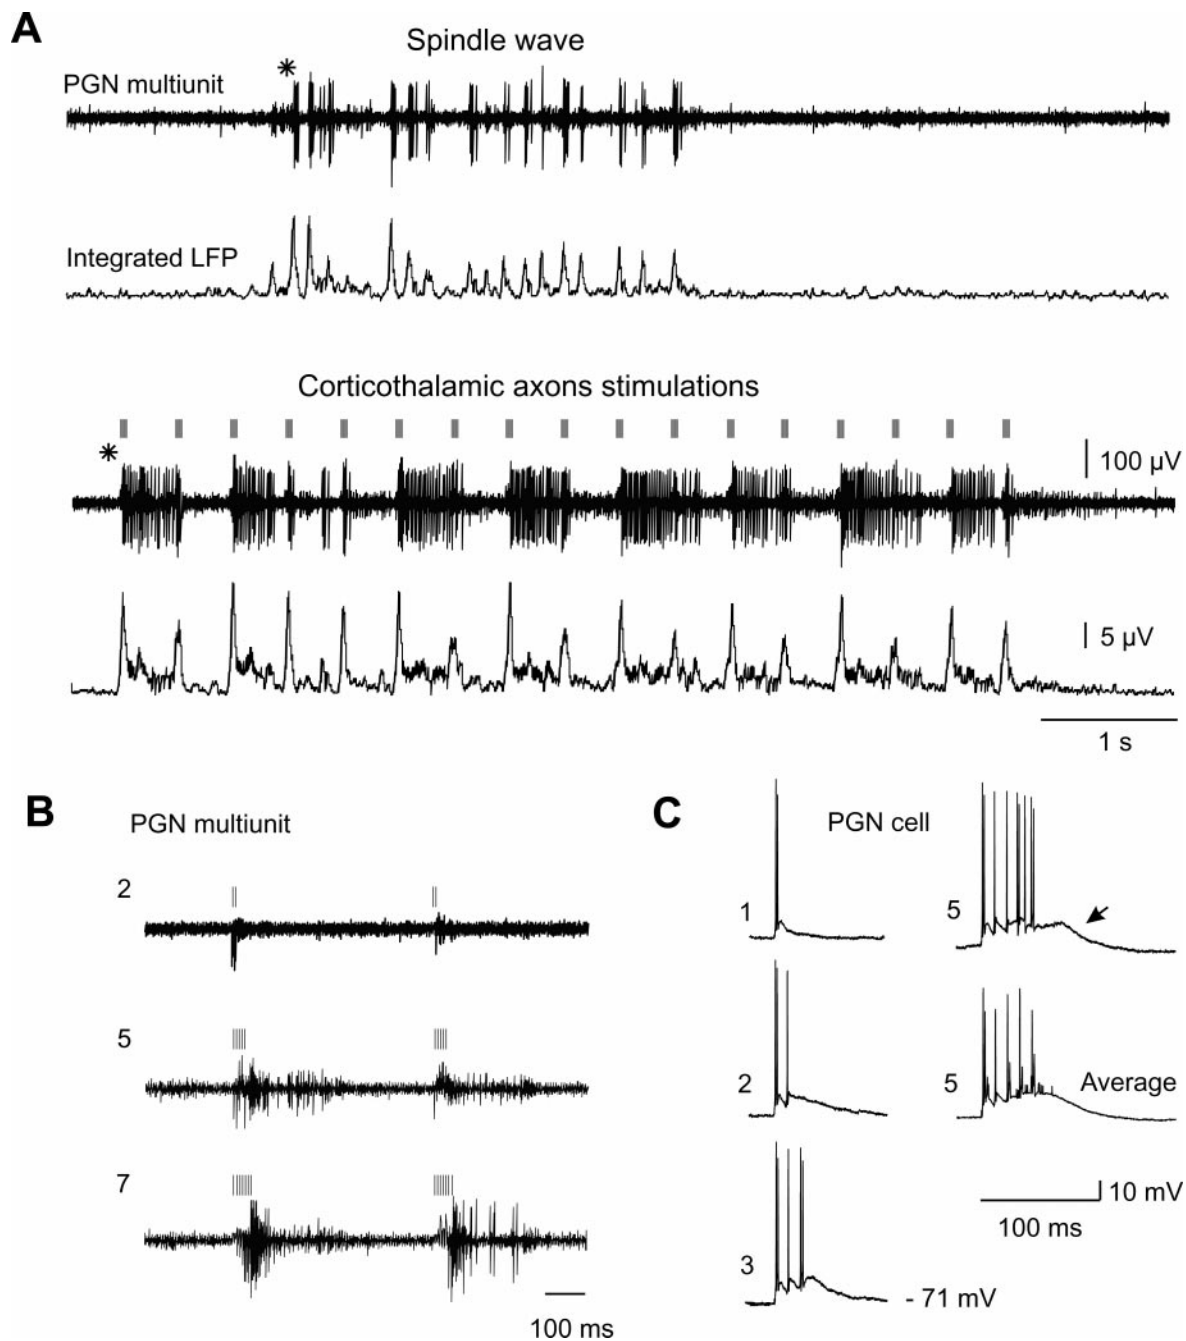 A
Spindle wave
*
PGN multiunit
Integrated LFP
Corticothalamic axons stimulations
*
100 µV
5 µV
1 s
B
PGN multiunit
2
5
7
100 ms
C
PGN cell
1
5
2
5
Average
10 mV
100 ms
3
- 71 mV